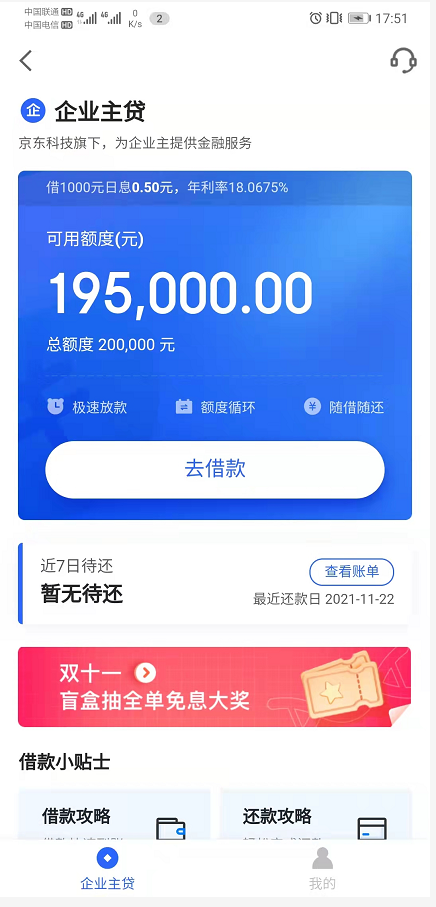 中国联通 HD 4G 4G 0 K/s 2 17:51
中国电信 HD
企 企业主贷
京东科技旗下，为企业主提供金融服务
借1000元日息0.50元，年利率18.0675%
可用额度(元)
195,000.00
总额度 200,000 元
极速放款 额度循环 ¥ 随借随还
去借款
近7日待还 查看账单
暂无待还 最近还款日 2021-11-22
双十一
盲盒抽全单免息大奖
借款小贴士
借款攻略 还款攻略
企业主贷 我的